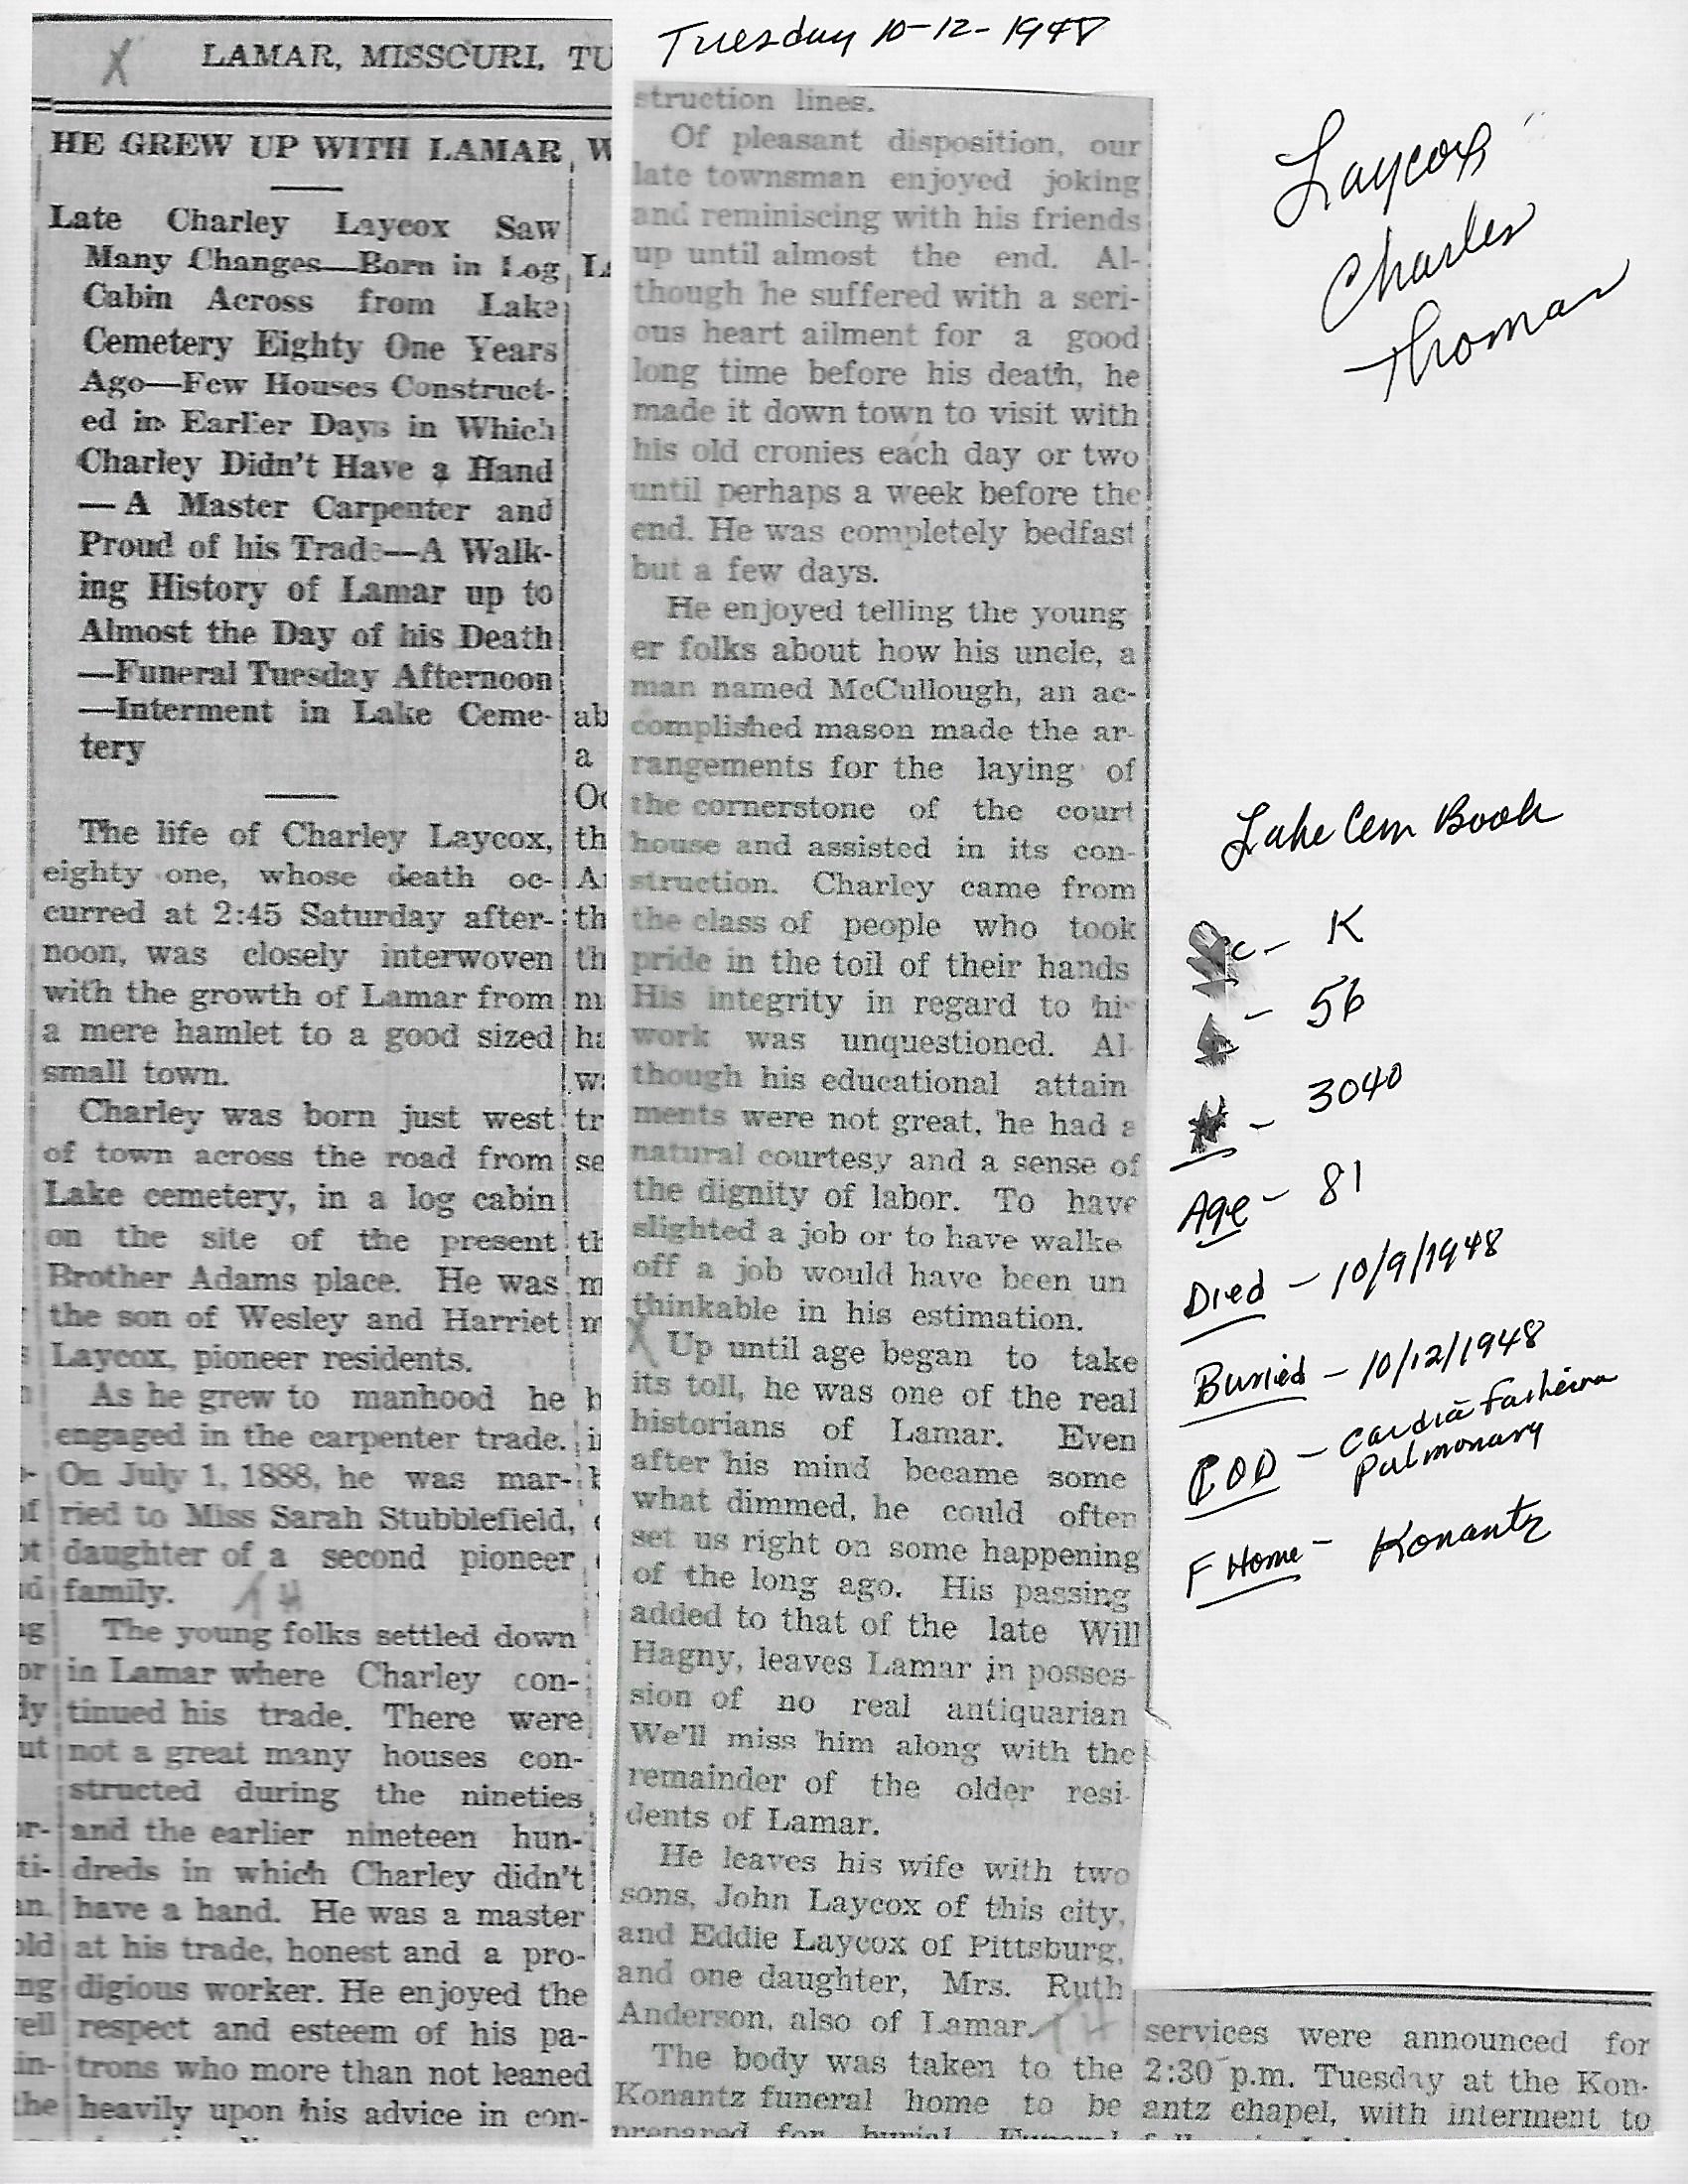 Tuesday 10-12-1948
X LAMAR, MISSOURI, TU
HE GREW UP WITH LAMAR
Late Charley Laycox Saw
Many Changes—Born in Log
Cabin Across from Lake
Cemetery Eighty One Years
Ago—Few Houses Construct-
ed in Earlier Days in Which
Charley Didn't Have a Hand
—A Master Carpenter and
Proud of his Trade—A Walk-
ing History of Lamar up to
Almost the Day of his Death
—Funeral Tuesday Afternoon
—Interment in Lake Ceme-
tery
The life of Charley Laycox,
eighty one, whose death oc-
curred at 2:45 Saturday after-
noon, was closely interwoven
with the growth of Lamar from
a mere hamlet to a good sized
small town.
Charley was born just west
of town across the road from
Lake cemetery, in a log cabin
on the site of the present
Brother Adams place. He was
the son of Wesley and Harriet
Laycox, pioneer residents.
As he grew to manhood he
engaged in the carpenter trade.
On July 1, 1888, he was mar-
ried to Miss Sarah Stubblefield,
daughter of a second pioneer
family.
The young folks settled down
in Lamar where Charley con-
tinued his trade. There were
not a great many houses con-
structed during the nineties
and the earlier nineteen hun-
dreds in which Charley didn't
have a hand. He was a master
at his trade, honest and a pro-
digious worker. He enjoyed the
respect and esteem of his pa-
trons who more than not leaned
heavily upon his advice in con-
struction lines.
Of pleasant disposition, our
late townsman enjoyed joking
and reminiscing with his friends
up until almost the end. Al-
though he suffered with a seri-
ous heart ailment for a good
long time before his death, he
made it down town to visit with
his old cronies each day or two
until perhaps a week before the
end. He was completely bedfast
but a few days.
He enjoyed telling the young
er folks about how his uncle, a
man named McCullough, an ac-
complished mason made the ar-
rangements for the laying of
the cornerstone of the court
house and assisted in its con-
struction. Charley came from
the class of people who took
pride in the toil of their hands
His integrity in regard to hi
work was unquestioned. Al
though his educational attain
ments were not great, he had a
natural courtesy and a sense of
the dignity of labor. To have
slighted a job or to have walke
off a job would have been un
thinkable in his estimation.
X Up until age began to take
its toll, he was one of the real
historians of Lamar. Even
after his mind became some
what dimmed, he could often
set us right on some happening
of the long ago. His passing
added to that of the late Will
Hagny, leaves Lamar in posses-
sion of no real antiquarian
We'll miss him along with the
remainder of the older resi-
dents of Lamar.
He leaves his wife with two
sons, John Laycox of this city,
and Eddie Laycox of Pittsburg,
and one daughter, Mrs. Ruth
Anderson, also of Lamar.
The body was taken to the
Konantz funeral home to be
prepared for burial. Funeral
services were announced for
2:30 p.m. Tuesday at the Kon-
antz chapel, with interment to
Laycox
Charles
Thomas
Lake Cem Book
- K
- 56
- 3040
Age - 81
Died - 10/9/1948
Buried - 10/12/1948
COD - Cardia
Pulmonary
F Home - Konantz